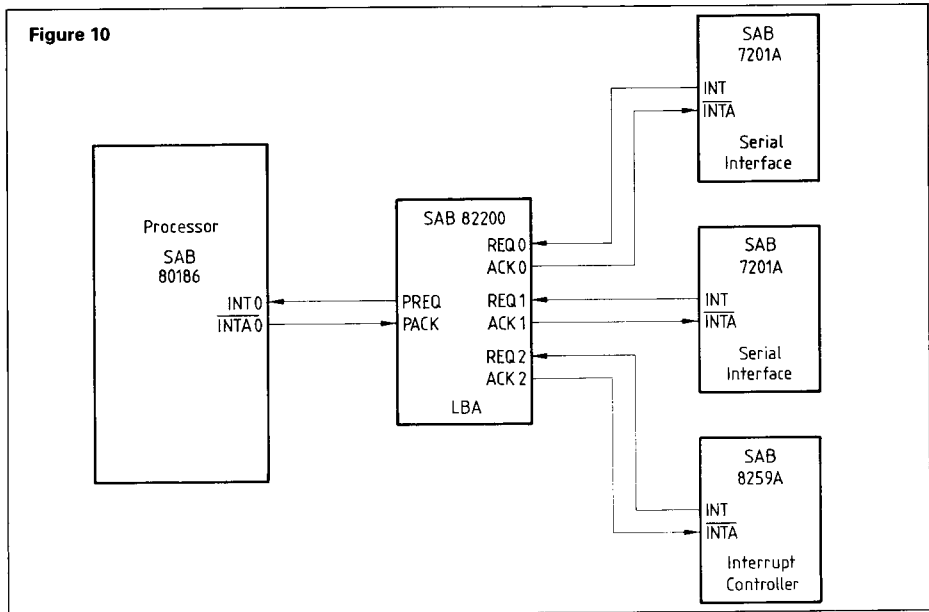 Figure 10
Processor
SAB
80186
INT 0
INTA 0
SAB 82200
REQ 0
ACK 0
PREQ
REQ 1
PACK
ACK 1
REQ 2
ACK 2
LBA
SAB
7201A
INT
INTA
Serial
Interface
SAB
7201A
INT
INTA
Serial
Interface
SAB
8259A
INT
INTA
Interrupt
Controller